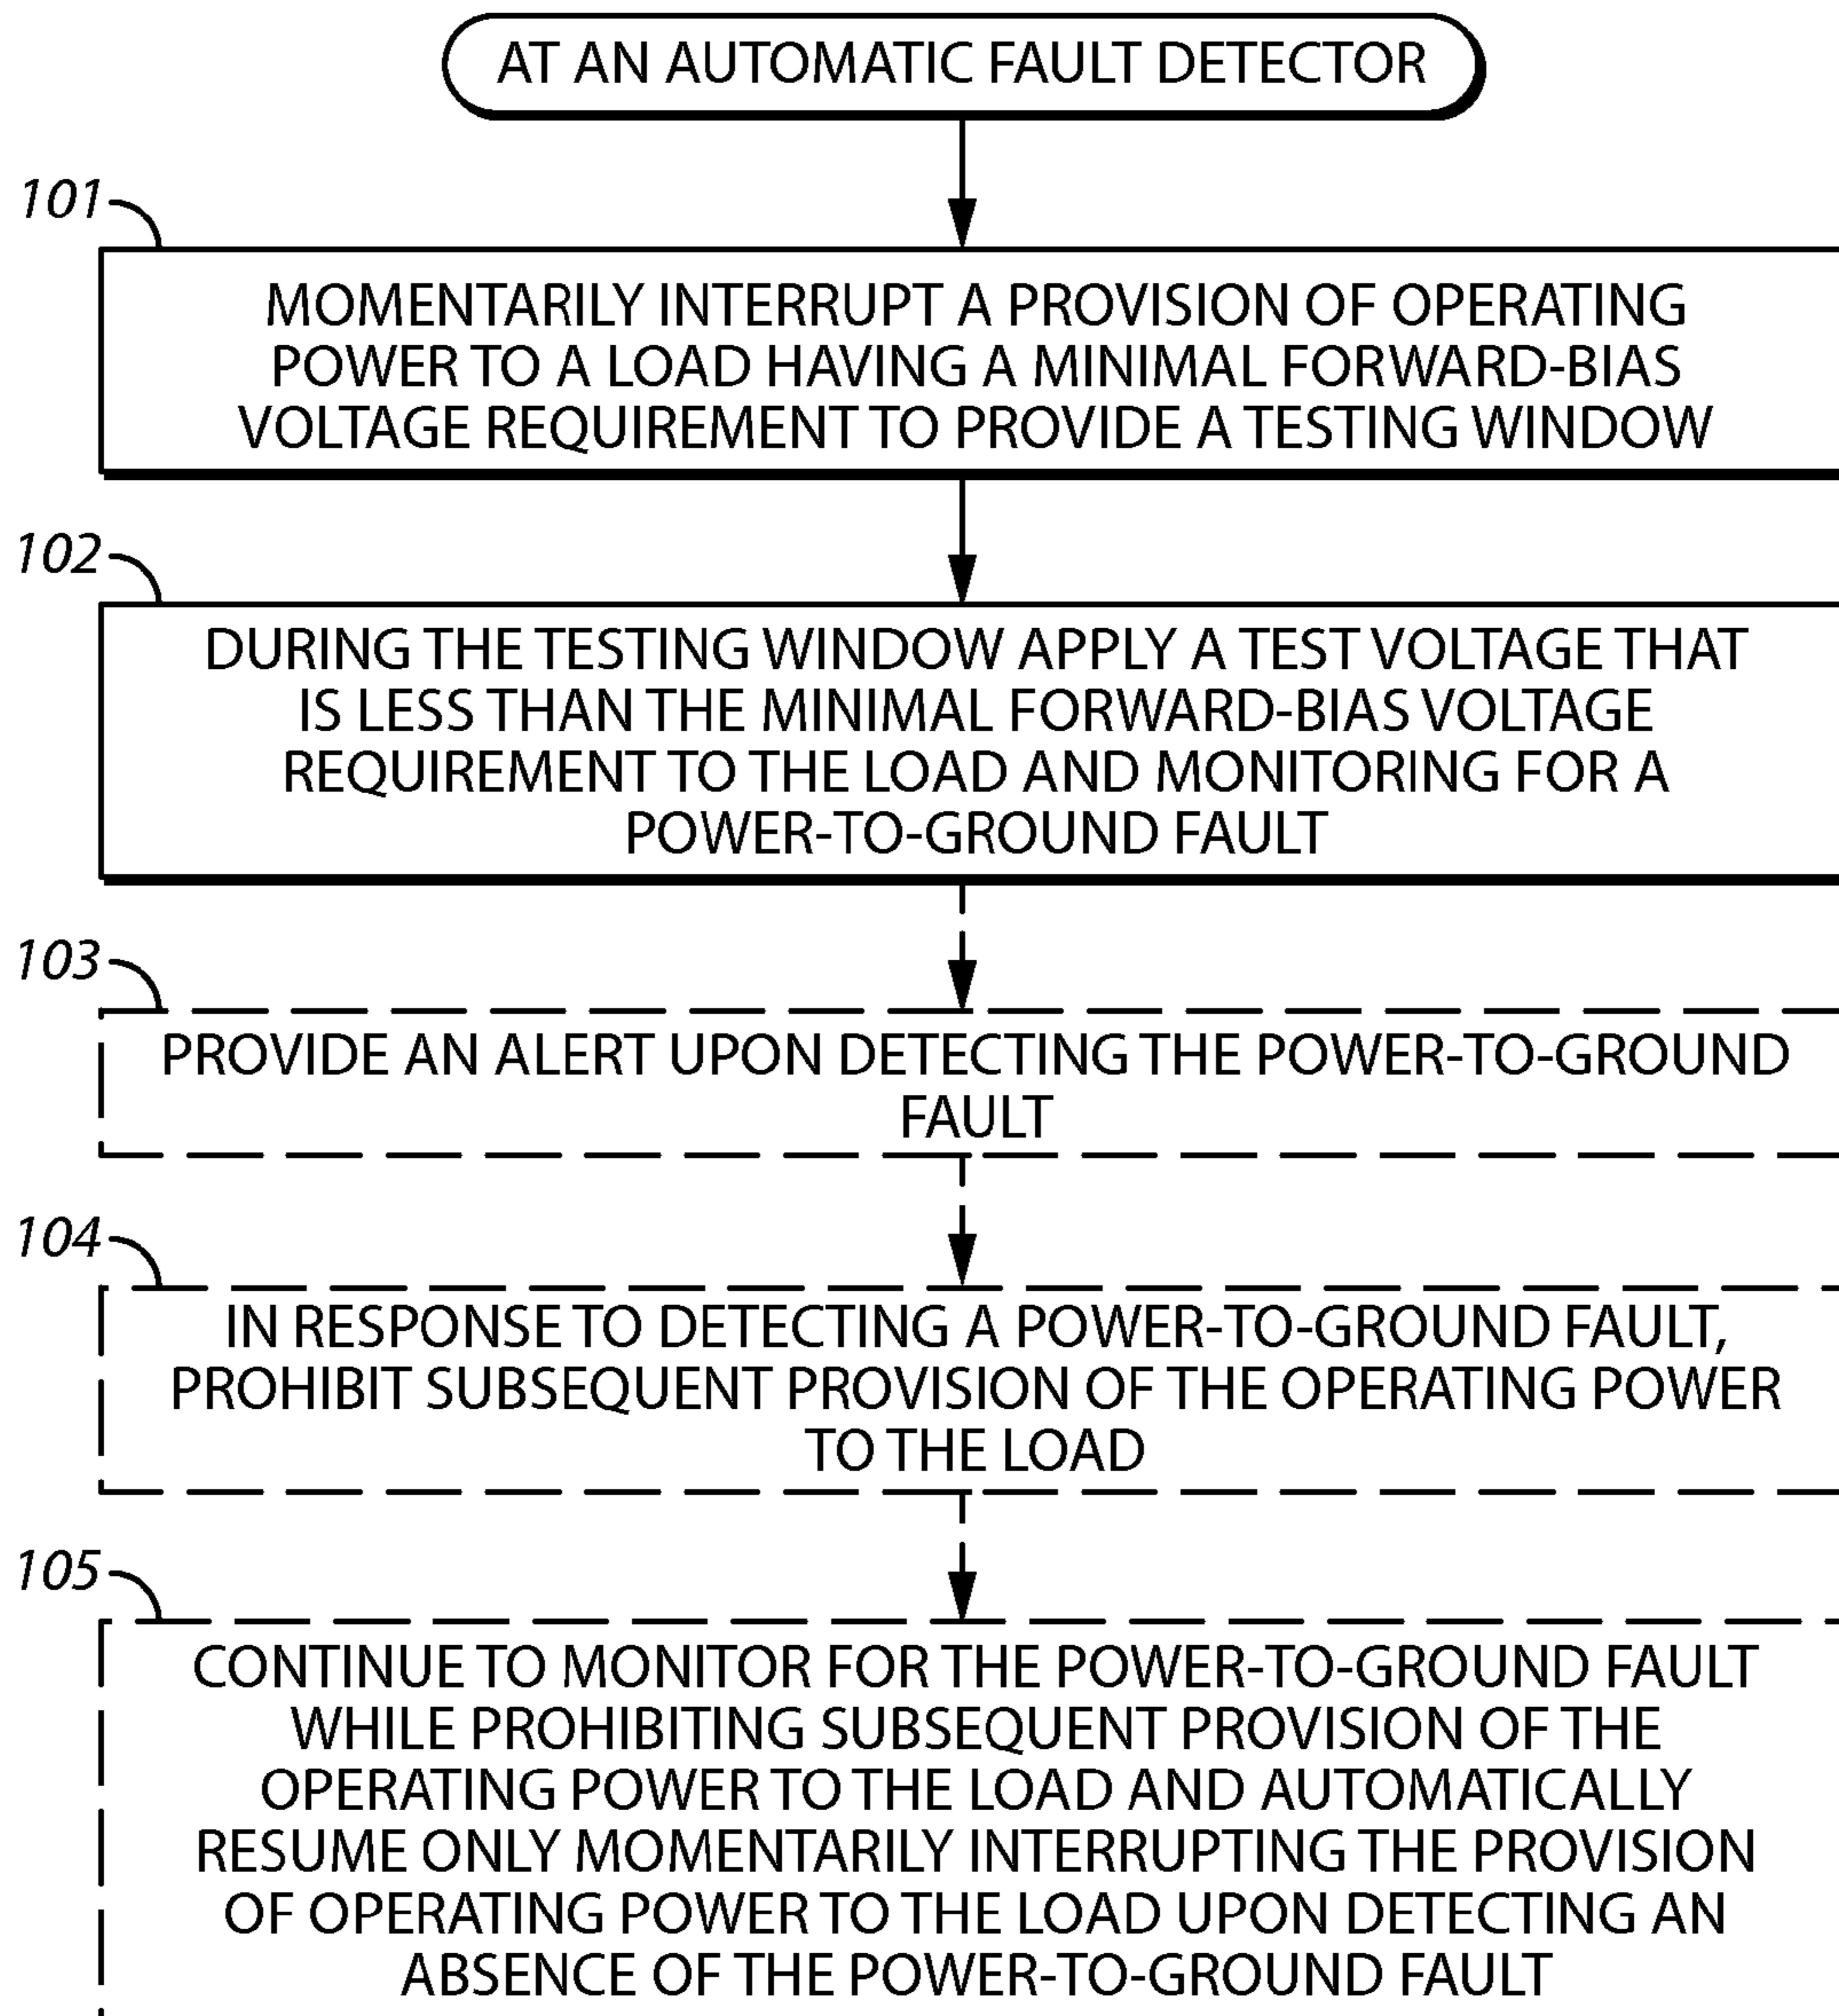 AT AN AUTOMATIC FAULT DETECTOR
101
MOMENTARILY INTERRUPT A PROVISION OF OPERATING
POWER TO A LOAD HAVING A MINIMAL FORWARD-BIAS
VOLTAGE REQUIREMENT TO PROVIDE A TESTING WINDOW
102
DURING THE TESTING WINDOW APPLY A TEST VOLTAGE THAT
IS LESS THAN THE MINIMAL FORWARD-BIAS VOLTAGE
REQUIREMENT TO THE LOAD AND MONITORING FOR A
POWER-TO-GROUND FAULT
103
PROVIDE AN ALERT UPON DETECTING THE POWER-TO-GROUND
FAULT
104
IN RESPONSE TO DETECTING A POWER-TO-GROUND FAULT,
PROHIBIT SUBSEQUENT PROVISION OF THE OPERATING POWER
TO THE LOAD
105
CONTINUE TO MONITOR FOR THE POWER-TO-GROUND FAULT
WHILE PROHIBITING SUBSEQUENT PROVISION OF THE
OPERATING POWER TO THE LOAD AND AUTOMATICALLY
RESUME ONLY MOMENTARILY INTERRUPTING THE PROVISION
OF OPERATING POWER TO THE LOAD UPON DETECTING AN
ABSENCE OF THE POWER-TO-GROUND FAULT